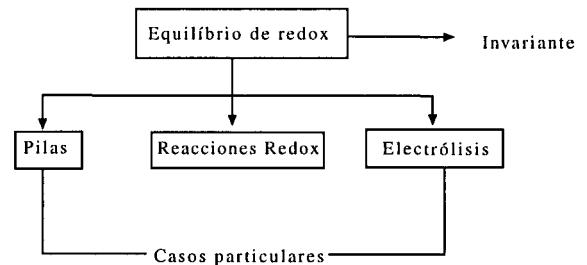 Equilíbrio de redox
Invariante
Pilas
Reacciones Redox
Electrólisis
Casos particulares